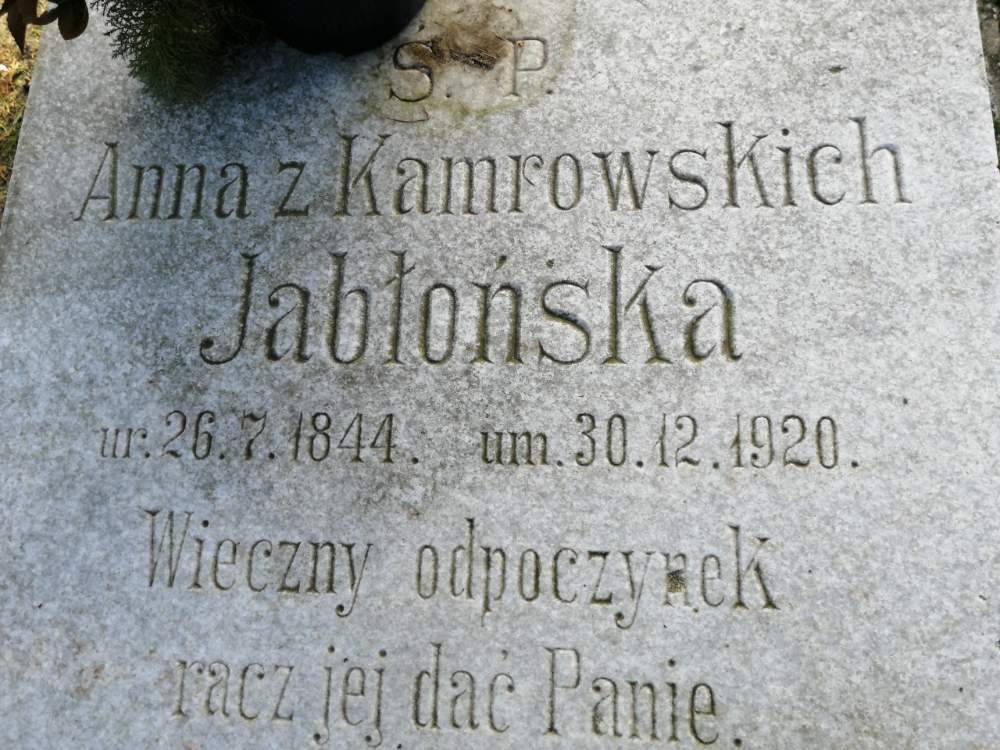 S. P.
Anna z Kamrowskich
Jabłońska
ur. 26.7.1844. um. 30.12.1920.
Wieczny odpoczynek
racz jej dać Panie.